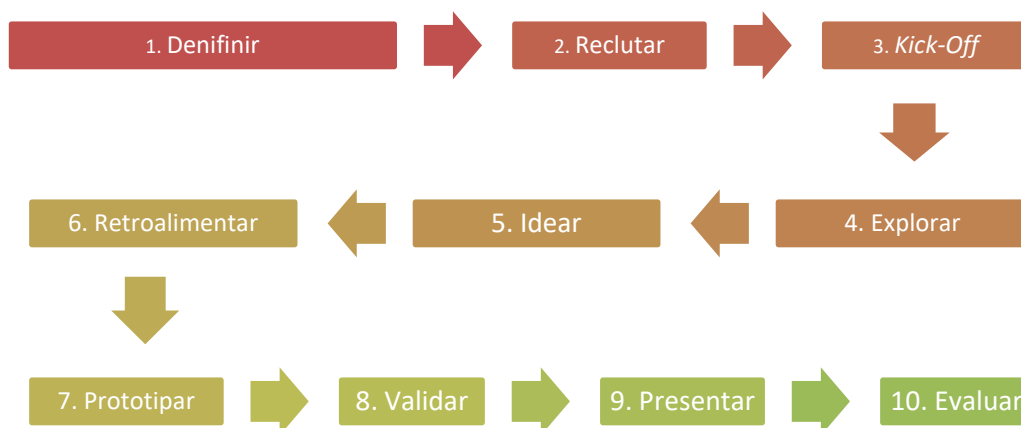 1. Denifinir
2. Reclutar
3. Kick-Off
4. Explorar
5. Idear
6. Retroalimentar
7. Prototipar
8. Validar
9. Presentar
10. Evaluar